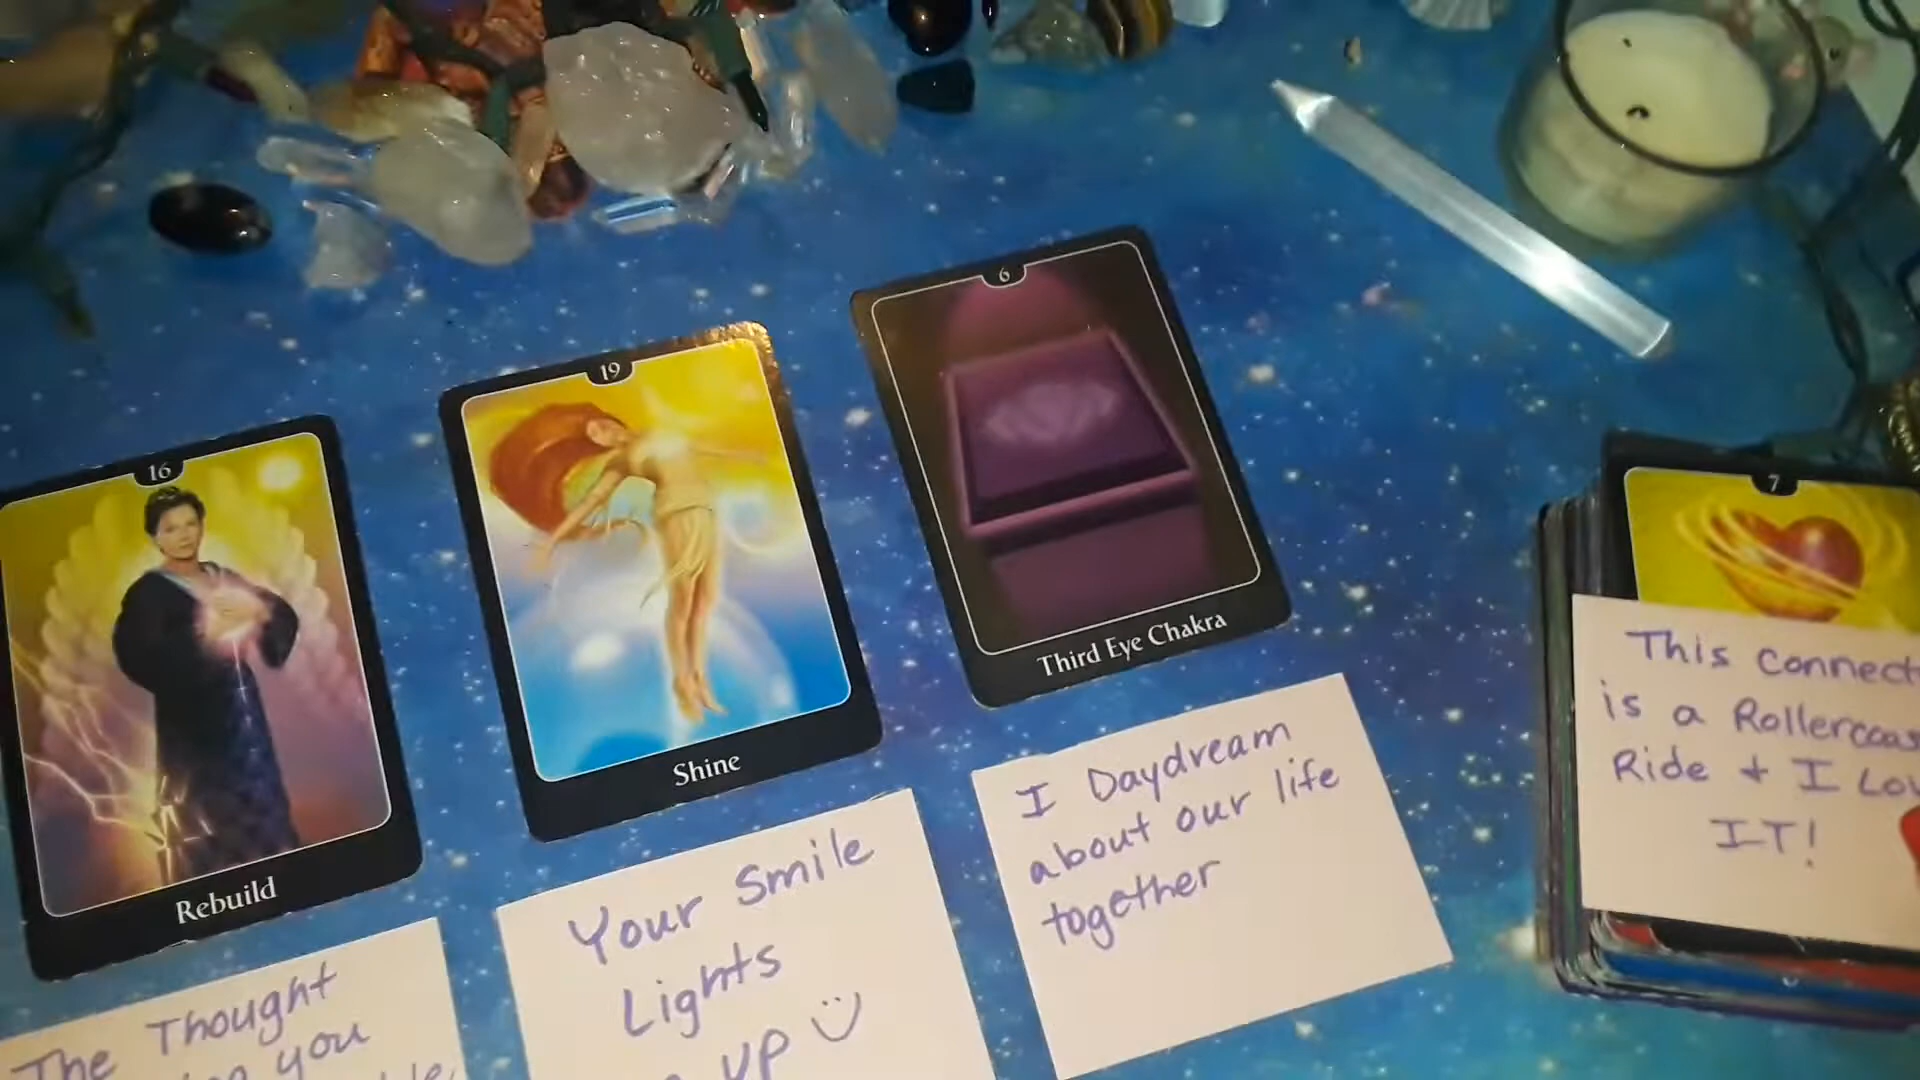 16
Rebuild
The Thought
you
19
Shine
Your Smile
Lights
up
6
Third Eye Chakra
I Daydream
about our life
together
7
This Connect
is a Rollercoas
Ride + I Lov
IT!